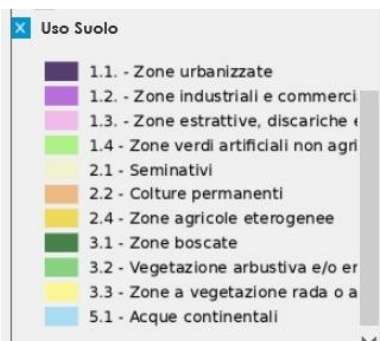 Uso Suolo
1.1. - Zone urbanizzate
1.2. - Zone industriali e commerci
1.3. - Zone estrattive, discariche e
1.4 - Zone verdi artificiali non agri
2.1 - Seminativi
2.2 - Colture permanenti
2.4 - Zone agricole eterogenee
3.1 - Zone boscate
3.2 - Vegetazione arbustiva e/o er
3.3 - Zone a vegetazione rada o a
5.1 - Acque continentali